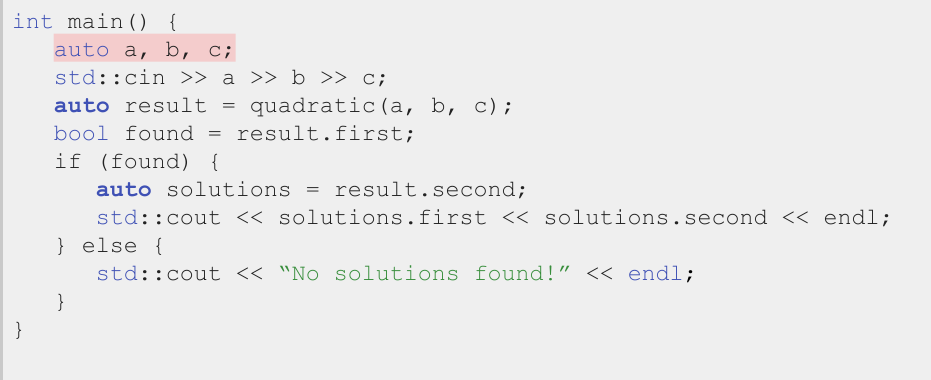 int main() {
   auto a, b, c;
   std::cin >> a >> b >> c;
   auto result = quadratic(a, b, c);
   bool found = result.first;
   if (found) {
      auto solutions = result.second;
      std::cout << solutions.first << solutions.second << endl;
   } else {
      std::cout << “No solutions found!” << endl;
   }
}